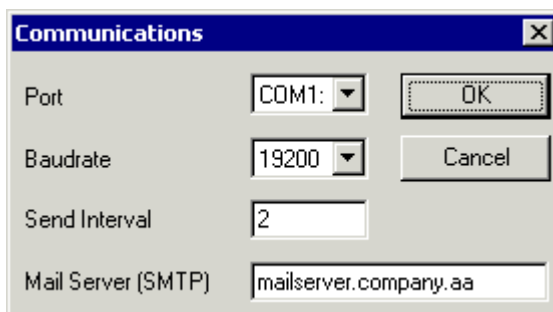 Communications
Port COM1: OK
Baudrate 19200 Cancel
Send Interval 2
Mail Server (SMTP) mailserver.company.aa